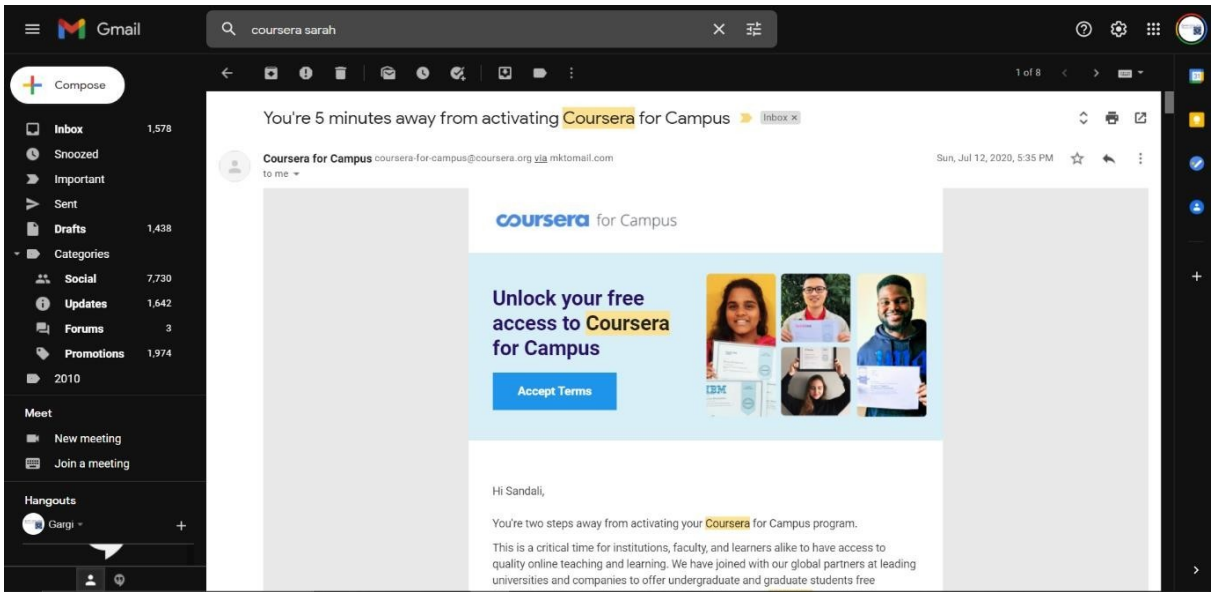 Gmail
coursera sarah
Compose
1 of 8
Inbox 1,578
Snoozed
Important
Sent
Drafts 1,438
Categories
Social 7,730
Updates 1,642
Forums 3
Promotions 1,974
2010
Meet
New meeting
Join a meeting
Hangouts
Gargi
You're 5 minutes away from activating Coursera for Campus Inbox ×
Coursera for Campus coursera-for-campus@coursera.org via mktomail.com Sun, Jul 12, 2020, 5:35 PM
to me
coursera for Campus
Unlock your free
access to Coursera
for Campus
Accept Terms
IBM
Hi Sandali,
You're two steps away from activating your Coursera for Campus program.
This is a critical time for institutions, faculty, and learners alike to have access to
quality online teaching and learning. We have joined with our global partners at leading
universities and companies to offer undergraduate and graduate students free